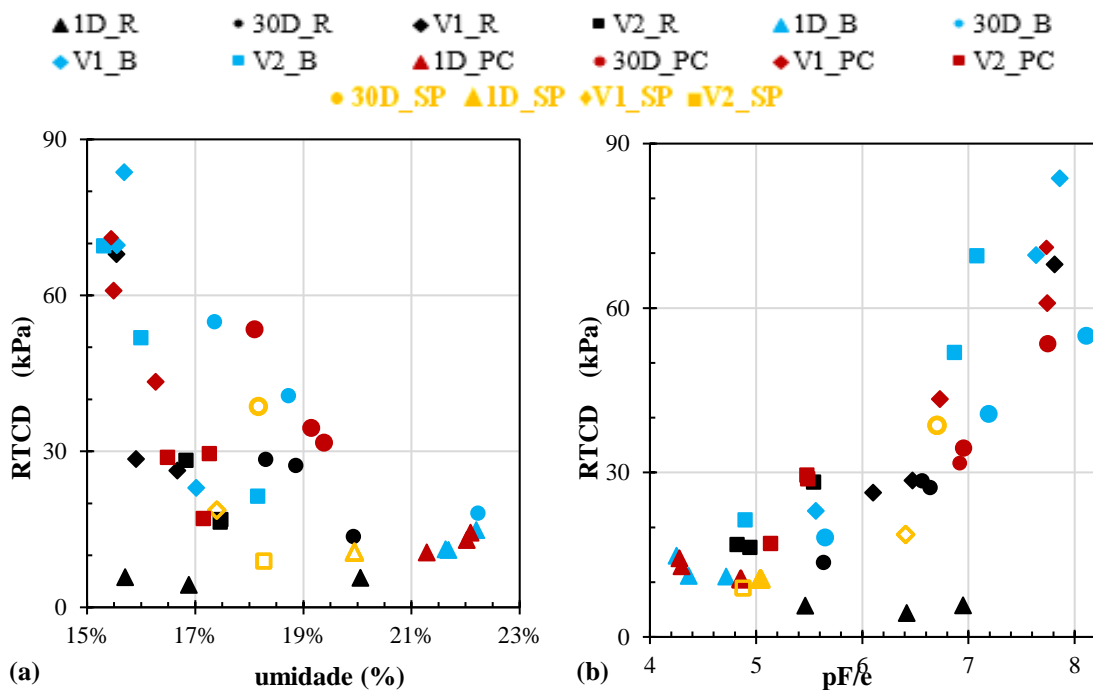 1D_R 30D_R V1_R V2_R 1D_B 30D_B
V1_B V2_B 1D_PC 30D_PC V1_PC V2_PC
30D_SP 1D_SP V1_SP V2_SP
90
60
30
0
RTCD (kPa)
15% 17% 19% 21% 23%
(a) umidade (%)
90
60
30
0
RTCD (kPa)
4 5 6 7 8
(b) pF/e